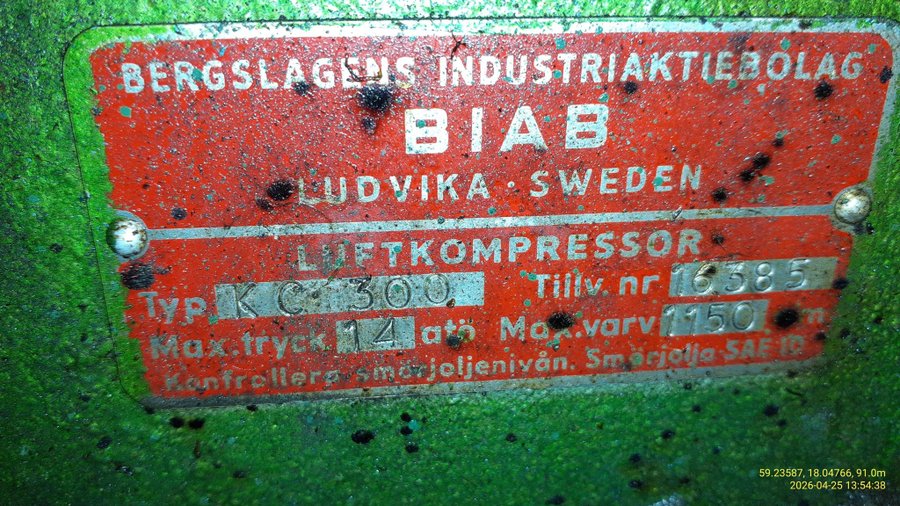 BERGSLAGENS INDUSTRIAKTIEBOLAG
BIAB
LUDVIKA · SWEDEN
LUFTKOMPRESSOR
Typ. KC 300 Tillv. nr 16385
Max. tryck 14 atö Max. varv 1150 m
Kontrollera smörjoljenivån. Smörjolja SAE 10
59.23587, 18.04766, 91.0m
2026-04-25 13:54:38